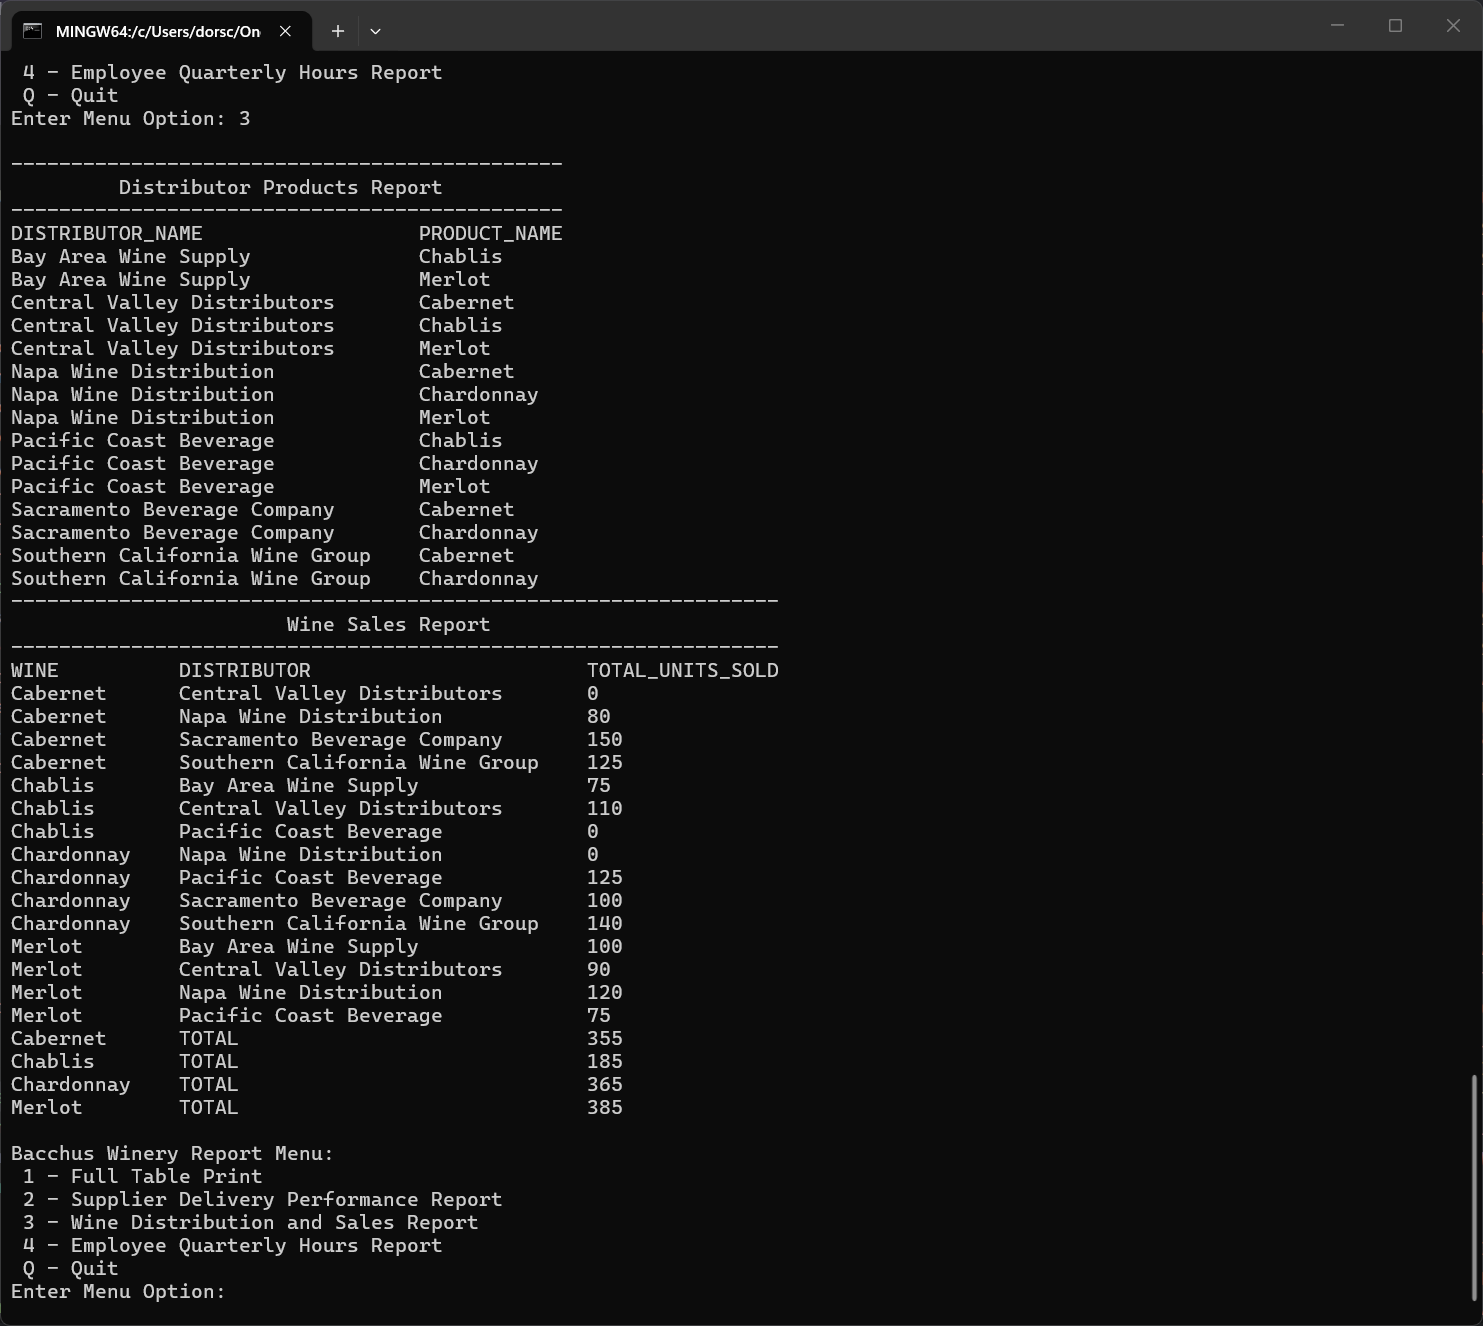 MINGW64:/c/Users/dorsc/On
4 - Employee Quarterly Hours Report
Q - Quit
Enter Menu Option: 3
----------------------------------------------
Distributor Products Report
----------------------------------------------
DISTRIBUTOR_NAME                  PRODUCT_NAME
Bay Area Wine Supply              Chablis
Bay Area Wine Supply              Merlot
Central Valley Distributors       Cabernet
Central Valley Distributors       Chablis
Central Valley Distributors       Merlot
Napa Wine Distribution            Cabernet
Napa Wine Distribution            Chardonnay
Napa Wine Distribution            Merlot
Pacific Coast Beverage            Chablis
Pacific Coast Beverage            Chardonnay
Pacific Coast Beverage            Merlot
Sacramento Beverage Company       Cabernet
Sacramento Beverage Company       Chardonnay
Southern California Wine Group    Cabernet
Southern California Wine Group    Chardonnay
----------------------------------------------------------------
Wine Sales Report
----------------------------------------------------------------
WINE          DISTRIBUTOR                       TOTAL_UNITS_SOLD
Cabernet      Central Valley Distributors       0
Cabernet      Napa Wine Distribution            80
Cabernet      Sacramento Beverage Company       150
Cabernet      Southern California Wine Group    125
Chablis       Bay Area Wine Supply              75
Chablis       Central Valley Distributors       110
Chablis       Pacific Coast Beverage            0
Chardonnay    Napa Wine Distribution            0
Chardonnay    Pacific Coast Beverage            125
Chardonnay    Sacramento Beverage Company       100
Chardonnay    Southern California Wine Group    140
Merlot        Bay Area Wine Supply              100
Merlot        Central Valley Distributors       90
Merlot        Napa Wine Distribution            120
Merlot        Pacific Coast Beverage            75
Cabernet      TOTAL                             355
Chablis       TOTAL                             185
Chardonnay    TOTAL                             365
Merlot        TOTAL                             385
Bacchus Winery Report Menu:
1 - Full Table Print
2 - Supplier Delivery Performance Report
3 - Wine Distribution and Sales Report
4 - Employee Quarterly Hours Report
Q - Quit
Enter Menu Option: